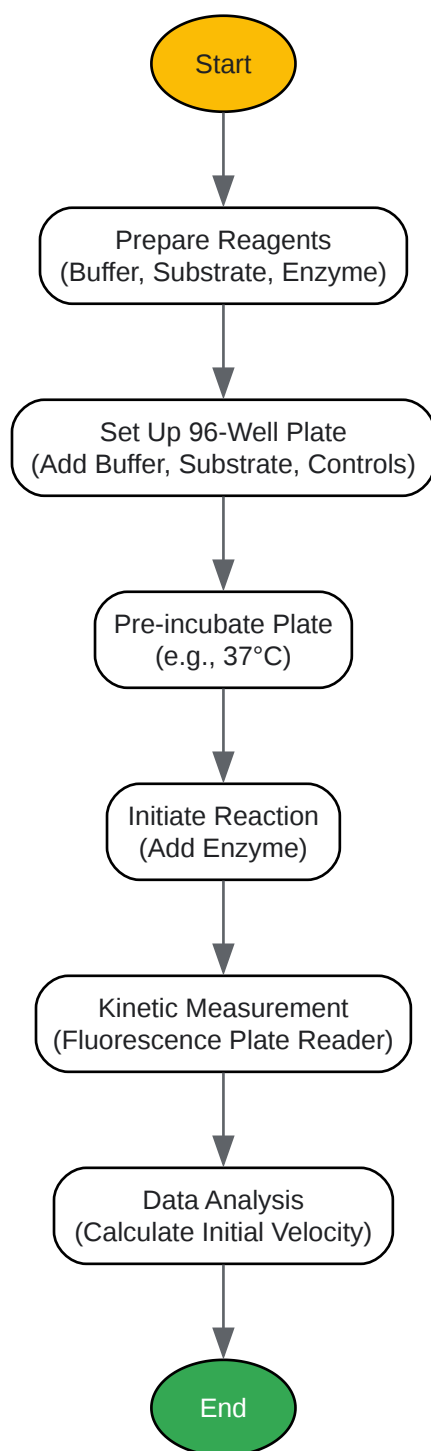 Start
Prepare Reagents
(Buffer, Substrate, Enzyme)
Set Up 96-Well Plate
(Add Buffer, Substrate, Controls)
Pre-incubate Plate
(e.g., 37°C)
Initiate Reaction
(Add Enzyme)
Kinetic Measurement
(Fluorescence Plate Reader)
Data Analysis
(Calculate Initial Velocity)
End